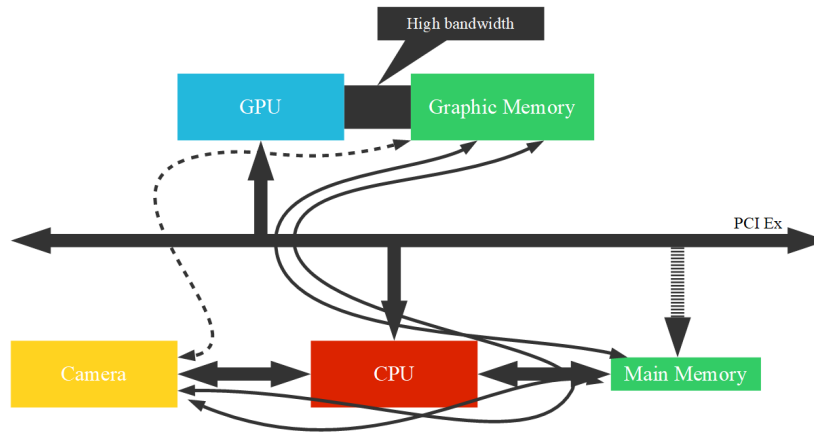 High bandwidth
GPU
Graphic Memory
PCI Ex
Camera
CPU
Main Memory